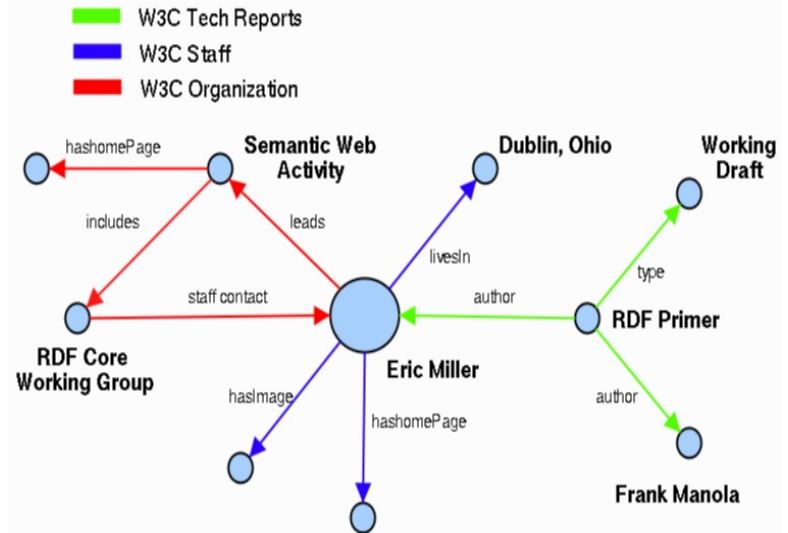 W3C Tech Reports
W3C Staff
W3C Organization
hashomePage
Semantic Web
Activity
Dublin, Ohio
Working
Draft
includes
leads
livesIn
type
staff contact
author
RDF Primer
RDF Core
Working Group
Eric Miller
hasImage
hashomePage
author
Frank Manola